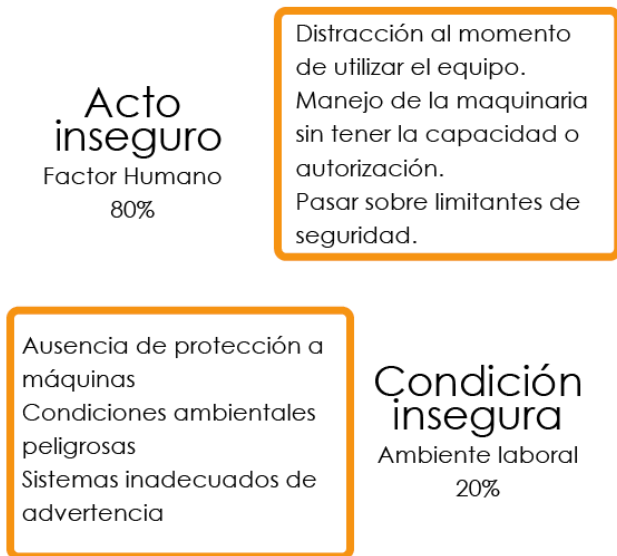 Acto
inseguro
Factor Humano
80%
Distracción al momento
de utilizar el equipo.
Manejo de la maquinaria
sin tener la capacidad o
autorización.
Pasar sobre limitantes de
seguridad.
Ausencia de protección a
máquinas
Condiciones ambientales
peligrosas
Sistemas inadecuados de
advertencia
Condición
insegura
Ambiente laboral
20%